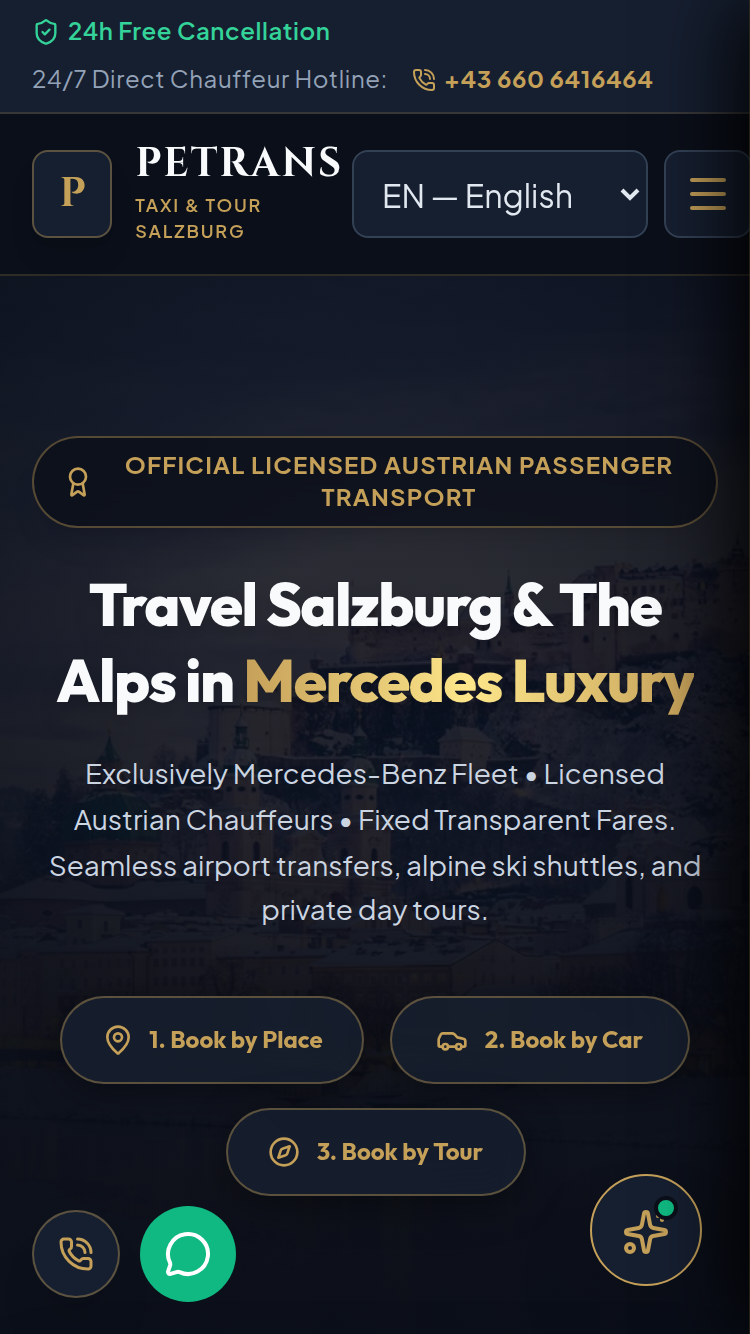 24h Free Cancellation
24/7 Direct Chauffeur Hotline: +43 660 6416464
P
PETRANS
TAXI & TOUR
SALZBURG
EN — English
OFFICIAL LICENSED AUSTRIAN PASSENGER
TRANSPORT
Travel Salzburg & The
Alps in Mercedes Luxury
Exclusively Mercedes-Benz Fleet • Licensed
Austrian Chauffeurs • Fixed Transparent Fares.
Seamless airport transfers, alpine ski shuttles, and
private day tours.
1. Book by Place
2. Book by Car
3. Book by Tour